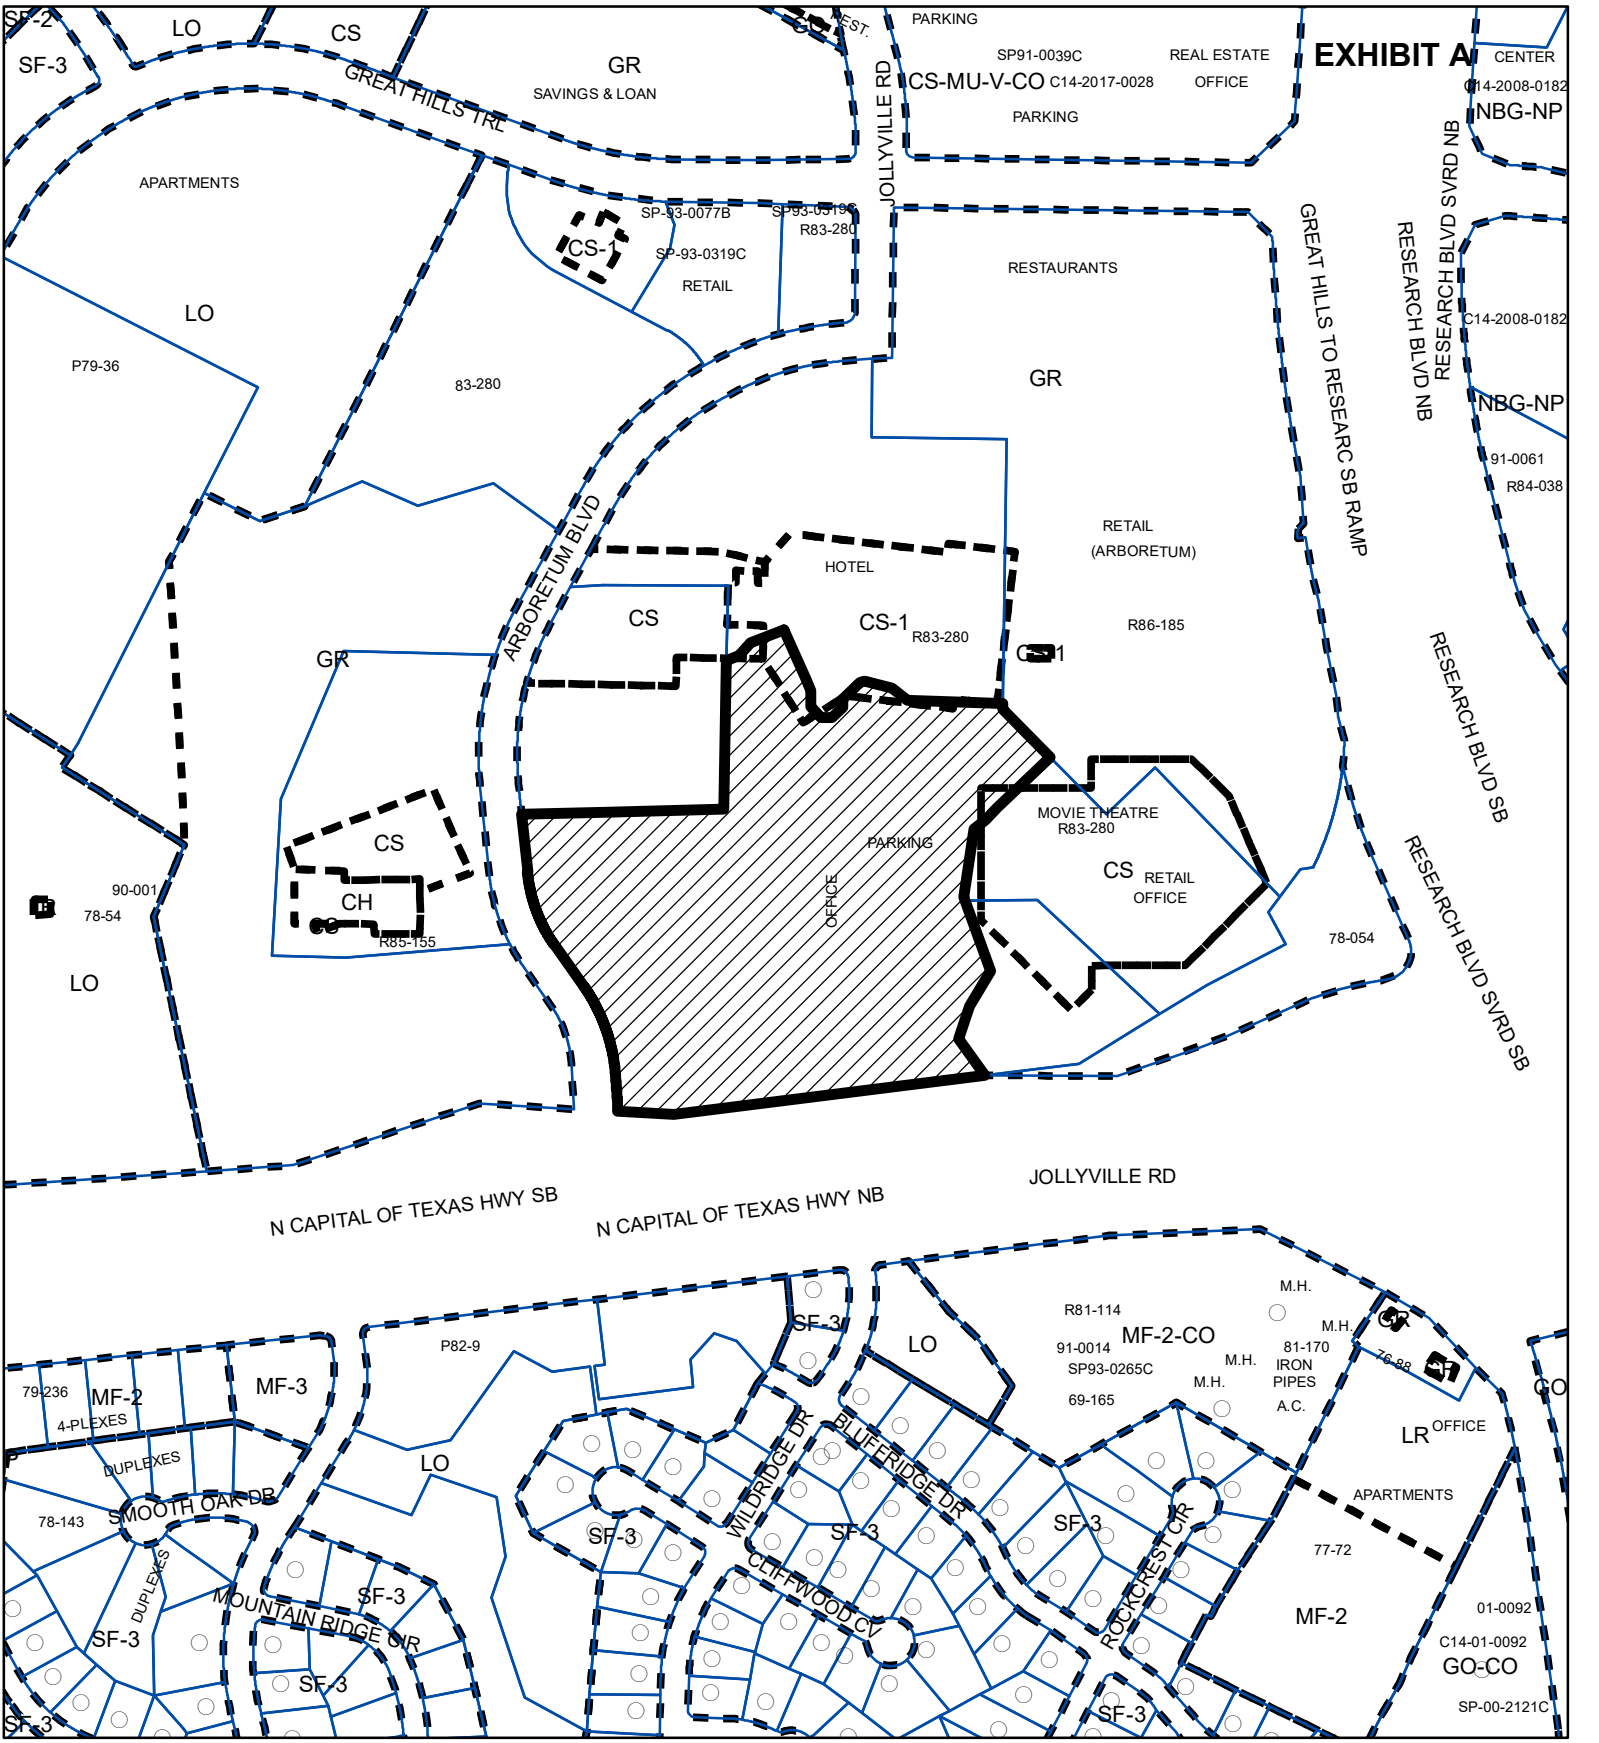 EXHIBIT A
SF-2
LO
CS
SF-3
GR
SAVINGS & LOAN
GREAT HILLS TRL
REST.
PARKING
SP91-0039C
CS-MU-V-CO
C14-2017-0028
PARKING
REAL ESTATE
OFFICE
JOLLYVILLE RD
CENTER
C14-2008-0182
NBG-NP
APARTMENTS
LO
P79-36
83-280
CS-1
SP-93-0077B
SP-93-0319C
RETAIL
SP93-0319C
R83-280
RESTAURANTS
GR
GREAT HILLS TO RESEARC SB RAMP
RESEARCH BLVD NB
RESEARCH BLVD SVRD NB
C14-2008-0182
NBG-NP
91-0061
R84-038
ARBORETUM BLVD
HOTEL
RETAIL
(ARBORETUM)
CS
CS-1
R83-280
R86-185
GR
RESEARCH BLVD SB
MOVIE THEATRE
R83-280
PARKING
OFFICE
CS
RETAIL
OFFICE
CS
CH
R85-155
90-001
78-54
LO
78-054
RESEARCH BLVD SVRD SB
JOLLYVILLE RD
N CAPITAL OF TEXAS HWY SB
N CAPITAL OF TEXAS HWY NB
M.H.
R81-114
SF-3
LO
MF-2-CO
M.H.
P82-9
91-0014
81-170
SP93-0265C
M.H.
IRON
PIPES
76-88
M.H.
69-165
A.C.
GO
79-236
MF-2
MF-3
4-PLEXES
LR
OFFICE
DUPLEXES
LO
WILDRIDGE DR
BLUFFRIDGE DR
APARTMENTS
SMOOTH OAK DR
78-143
SF-3
SF-3
SF-3
ROCKCREST CIR
77-72
DUPLEXES
CLIFFWOOD CV
MOUNTAIN RIDGE CIR
SF-3
SF-3
SF-3
MF-2
01-0092
C14-01-0092
GO-CO
SP-00-2121C
SF-3
SF-3